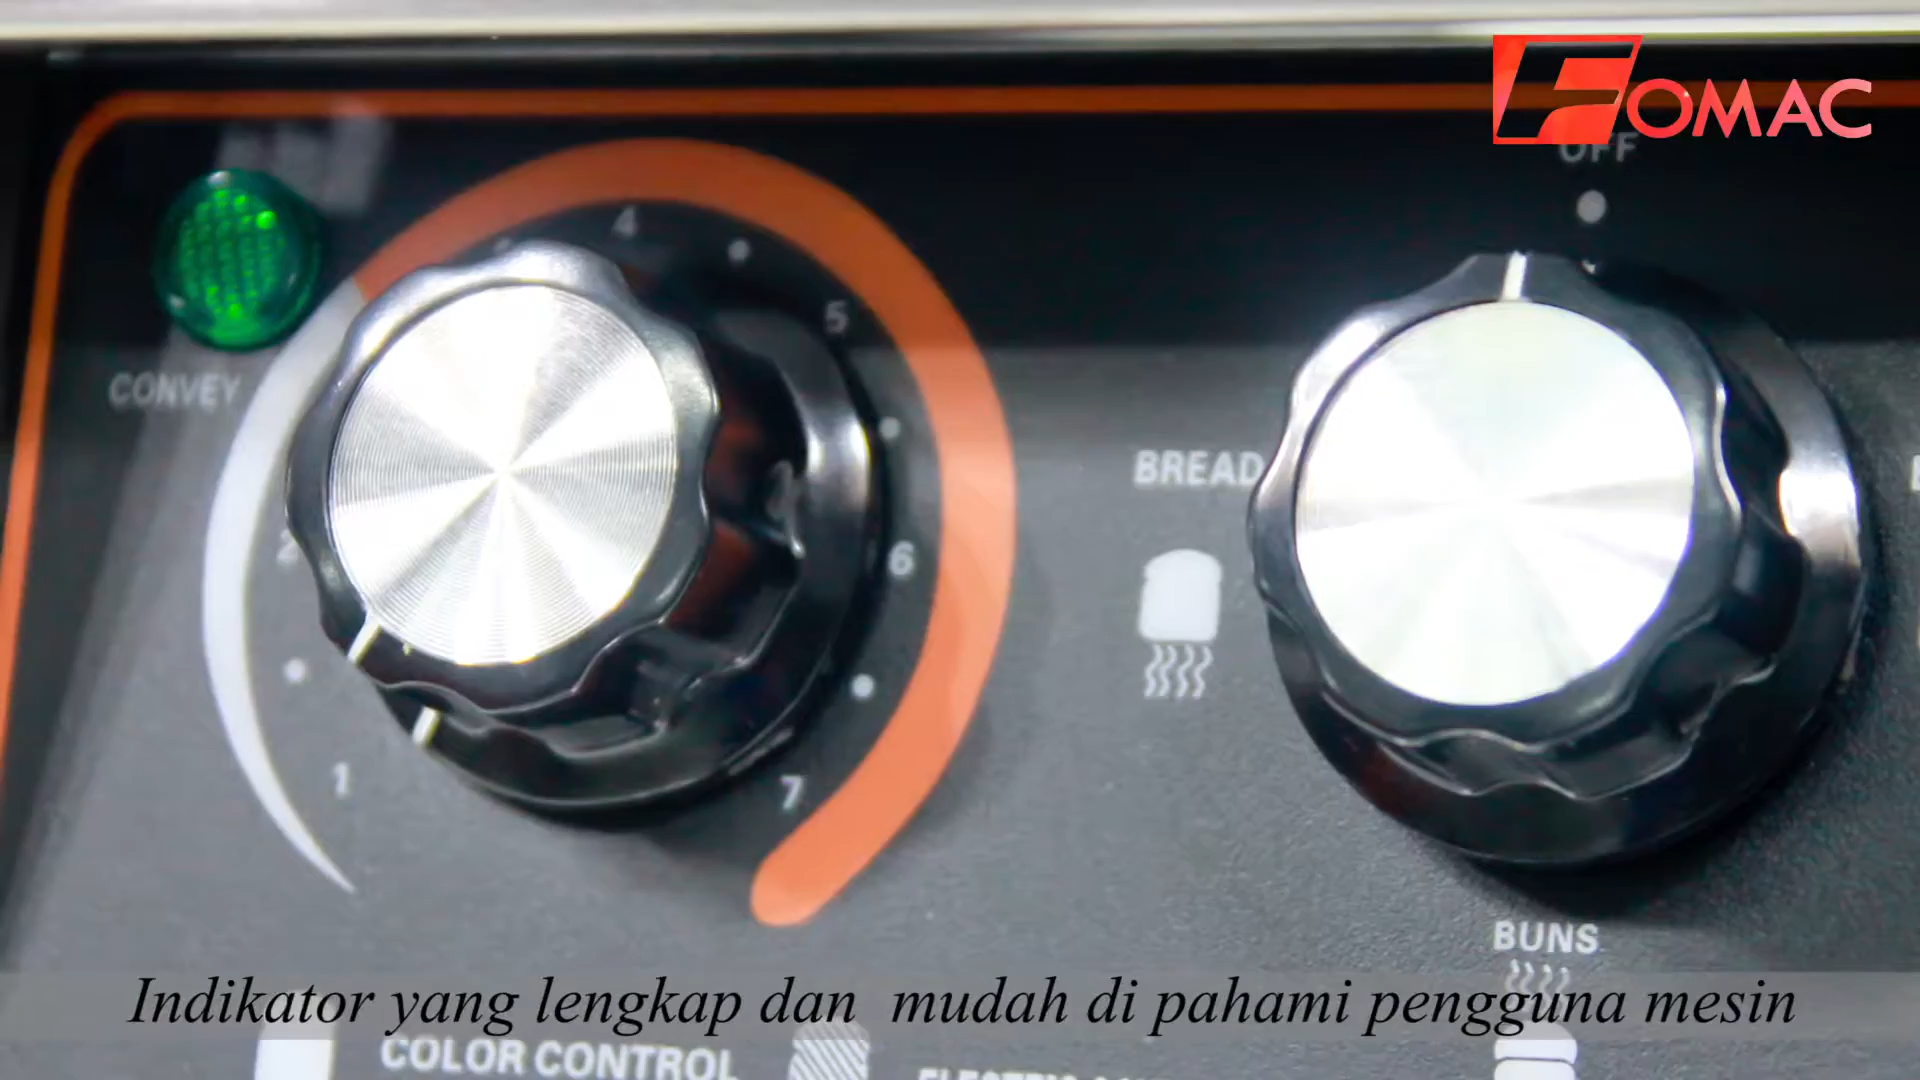 FOMAC
OFF
4
5
CONVEY
BREAD
6
1
7
BUNS
Indikator yang lengkap dan mudah di pahami pengguna mesin
COLOR CONTROL